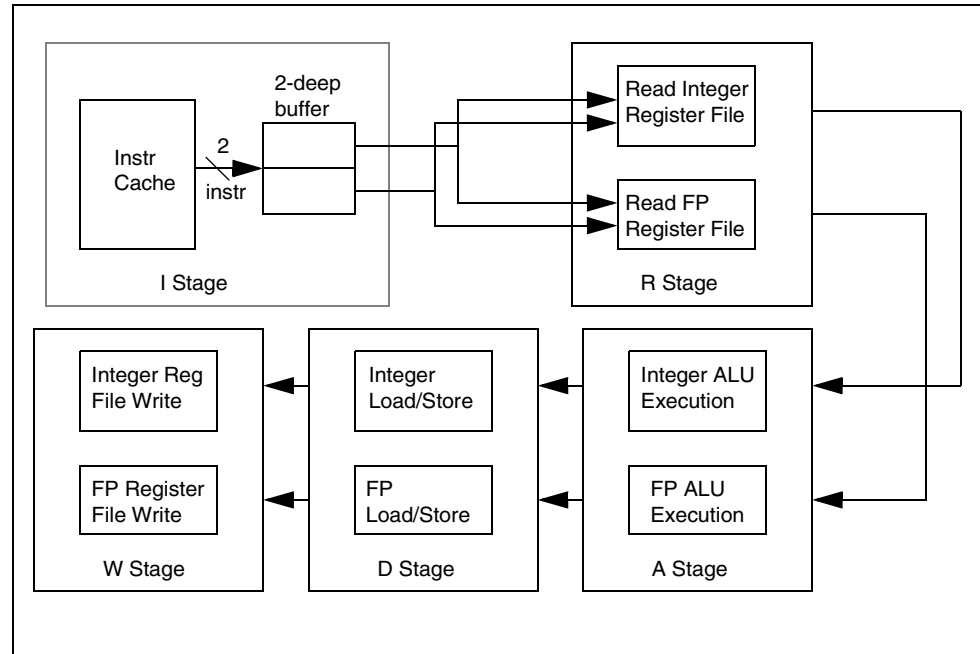 2-deep
buffer
Instr
Cache
2
instr
I Stage
Read Integer
Register File
Read FP
Register File
R Stage
Integer Reg
File Write
FP Register
File Write
W Stage
Integer
Load/Store
FP
Load/Store
D Stage
Integer ALU
Execution
FP ALU
Execution
A Stage